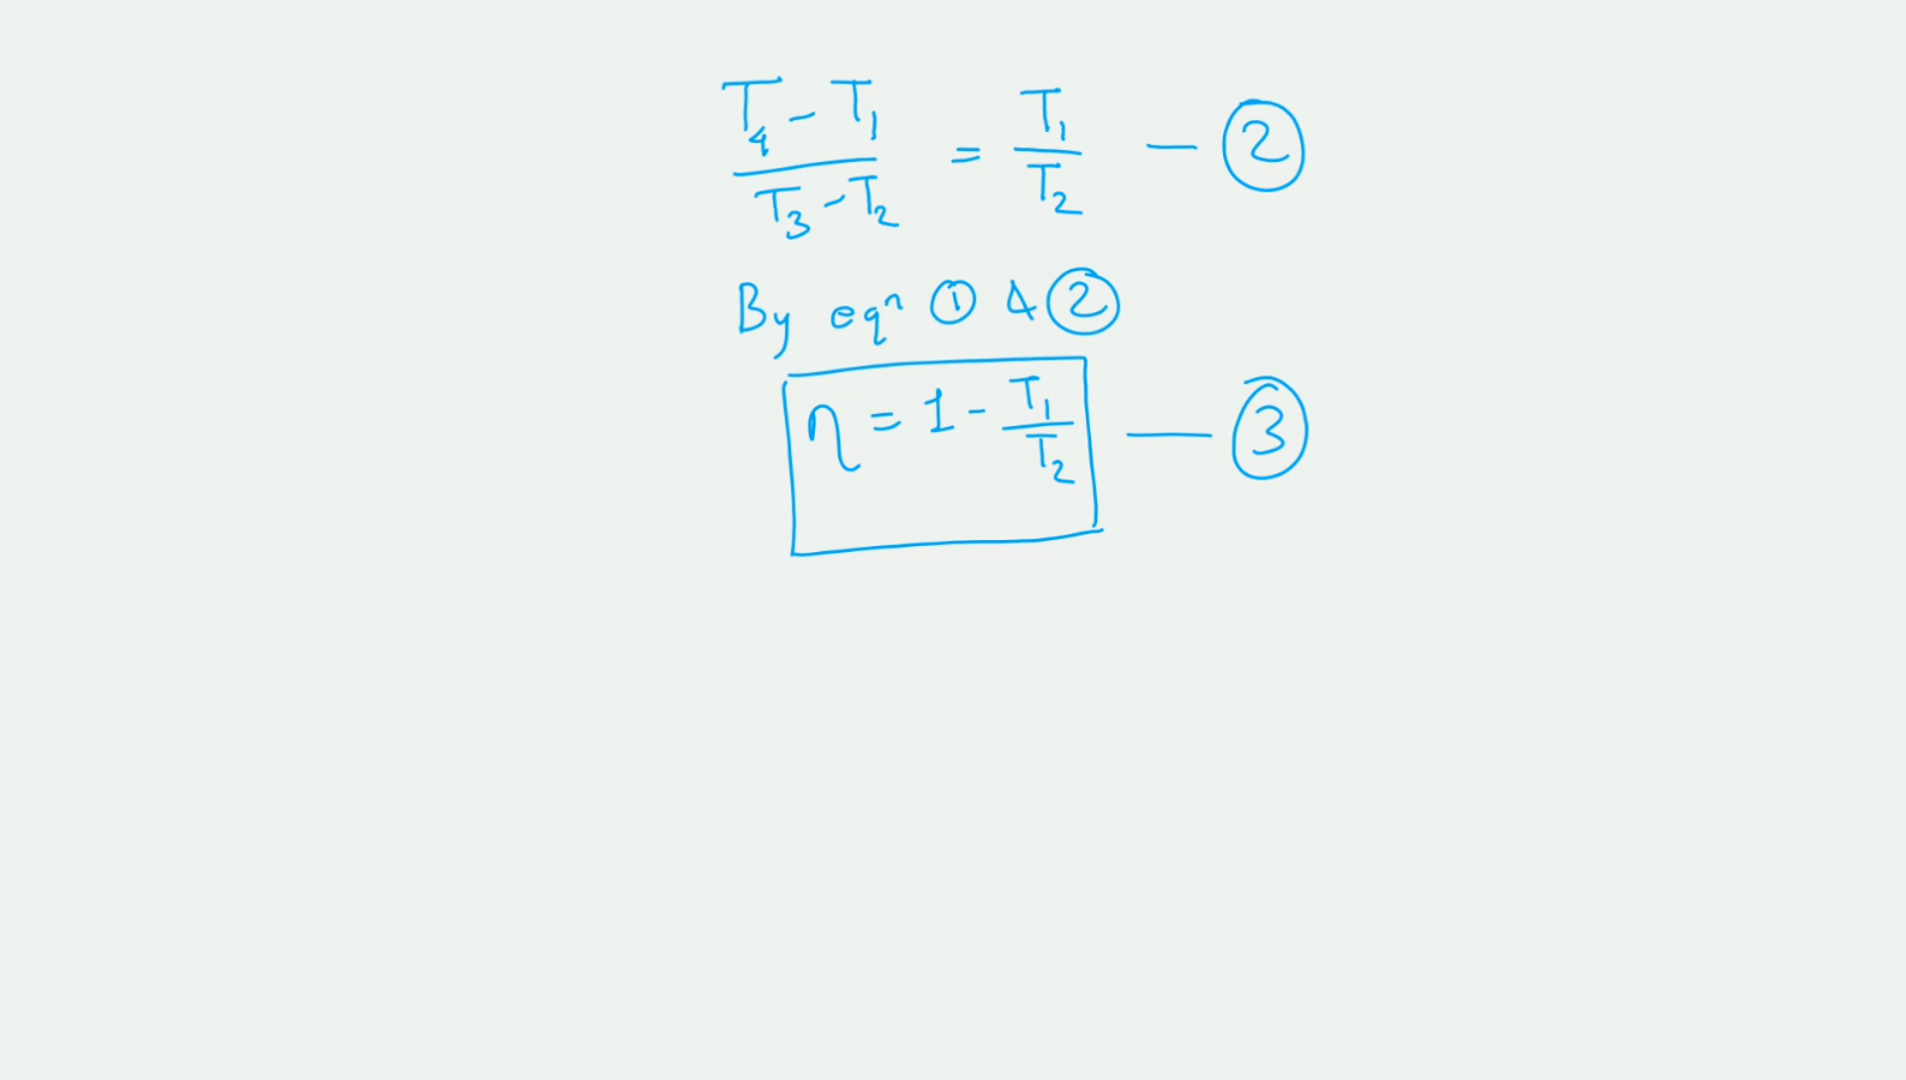 T₄ - T₁ / T₃ - T₂ = T₁ / T₂ — ②
By eqⁿ ① & ②
η = 1 - T₁ / T₂ — ③